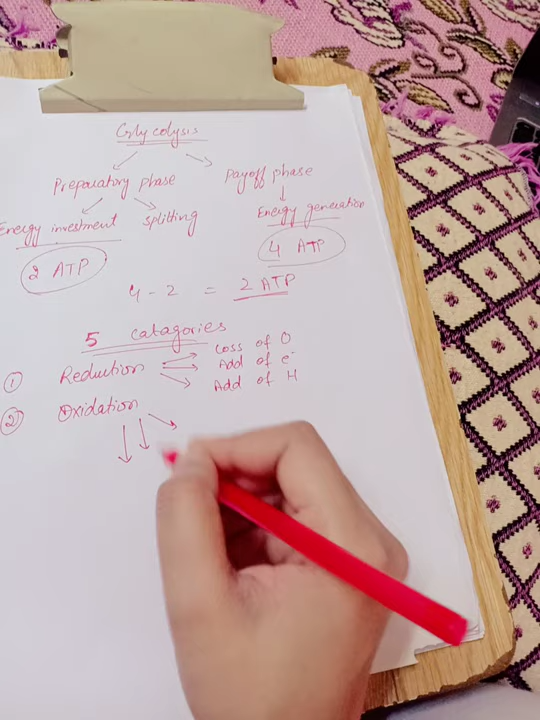 Glycolysis
Preparatory phase
Payoff phase
Energy investment
splitting
Energy generation
2 ATP
4 ATP
4 - 2 = 2 ATP
5 catagories
① Reduction
Loss of O
Add of e⁻
Add of H
② Oxidation